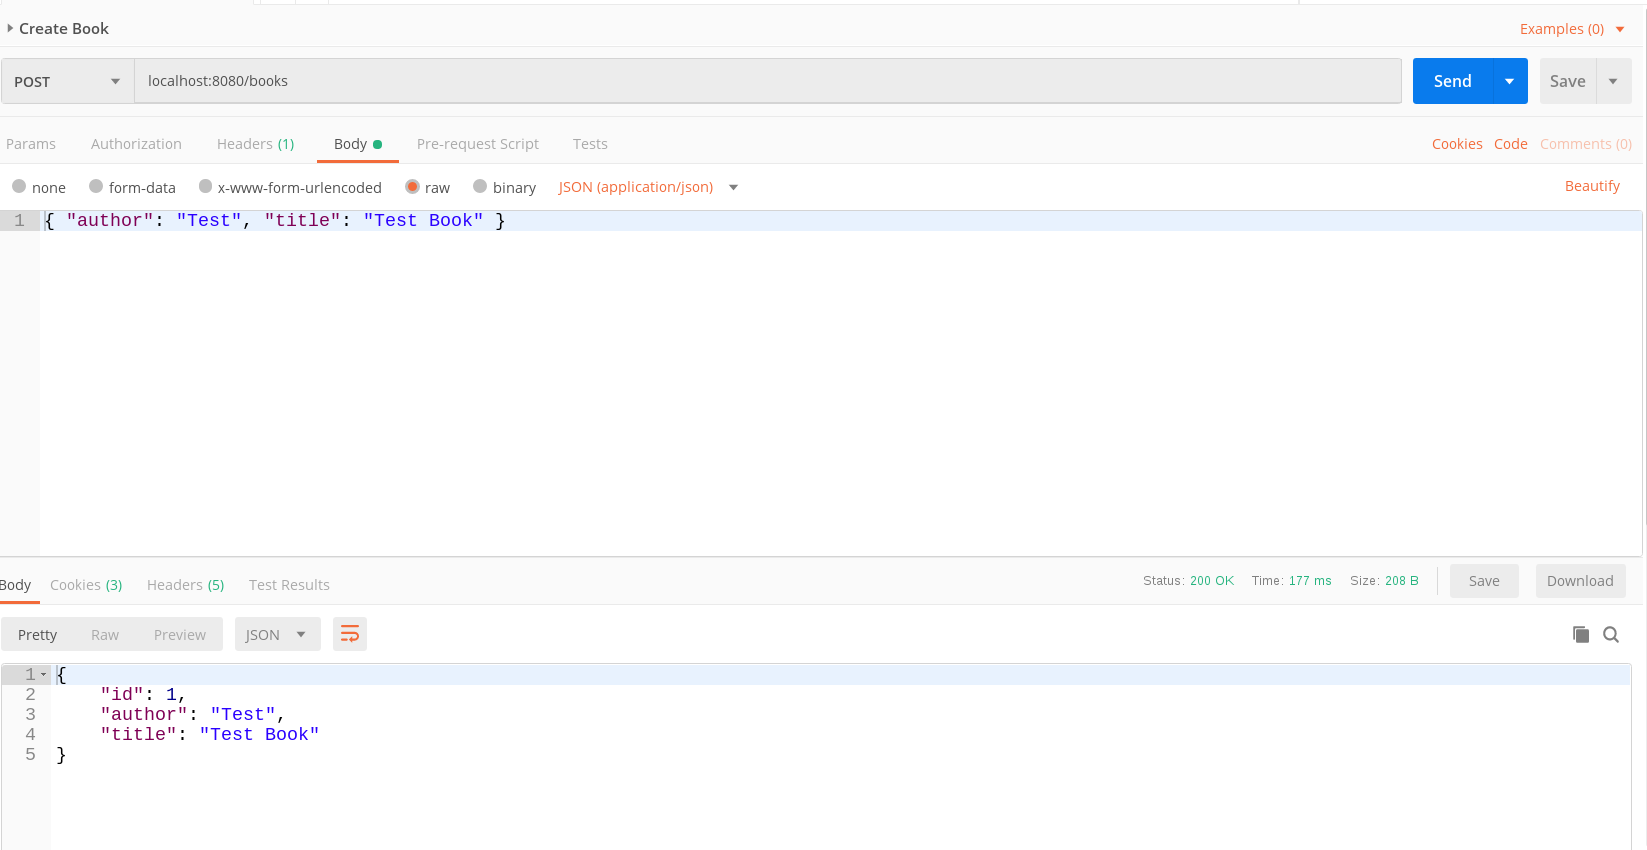 Create Book
Examples (0)
POST
localhost:8080/books
Send
Save
Params Authorization Headers (1) Body Pre-request Script Tests
Cookies Code Comments (0)
none form-data x-www-form-urlencoded raw binary JSON (application/json)
Beautify
1 { "author": "Test", "title": "Test Book" }
Body Cookies (3) Headers (5) Test Results
Status: 200 OK Time: 177 ms Size: 208 B
Save Download
Pretty Raw Preview JSON
1 {
2 "id": 1,
3 "author": "Test",
4 "title": "Test Book"
5 }